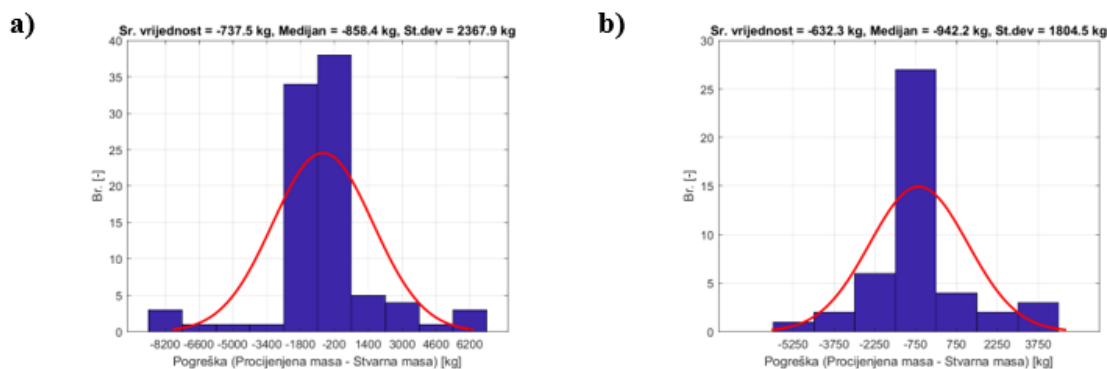 a)
Sr. vrijednost = -737.5 kg, Medijan = -858.4 kg, St.dev = 2367.9 kg
40
35
30
25
20
15
10
5
0
Br. [-]
-8200 -6600 -5000 -3400 -1800 -200 1400 3000 4600 6200
Pogreška (Procijenjena masa - Stvarna masa) [kg]
b)
Sr. vrijednost = -632.3 kg, Medijan = -942.2 kg, St.dev = 1804.5 kg
30
25
20
15
10
5
0
Br. [-]
-5250 -3750 -2250 -750 750 2250 3750
Pogreška (Procijenjena masa - Stvarna masa) [kg]